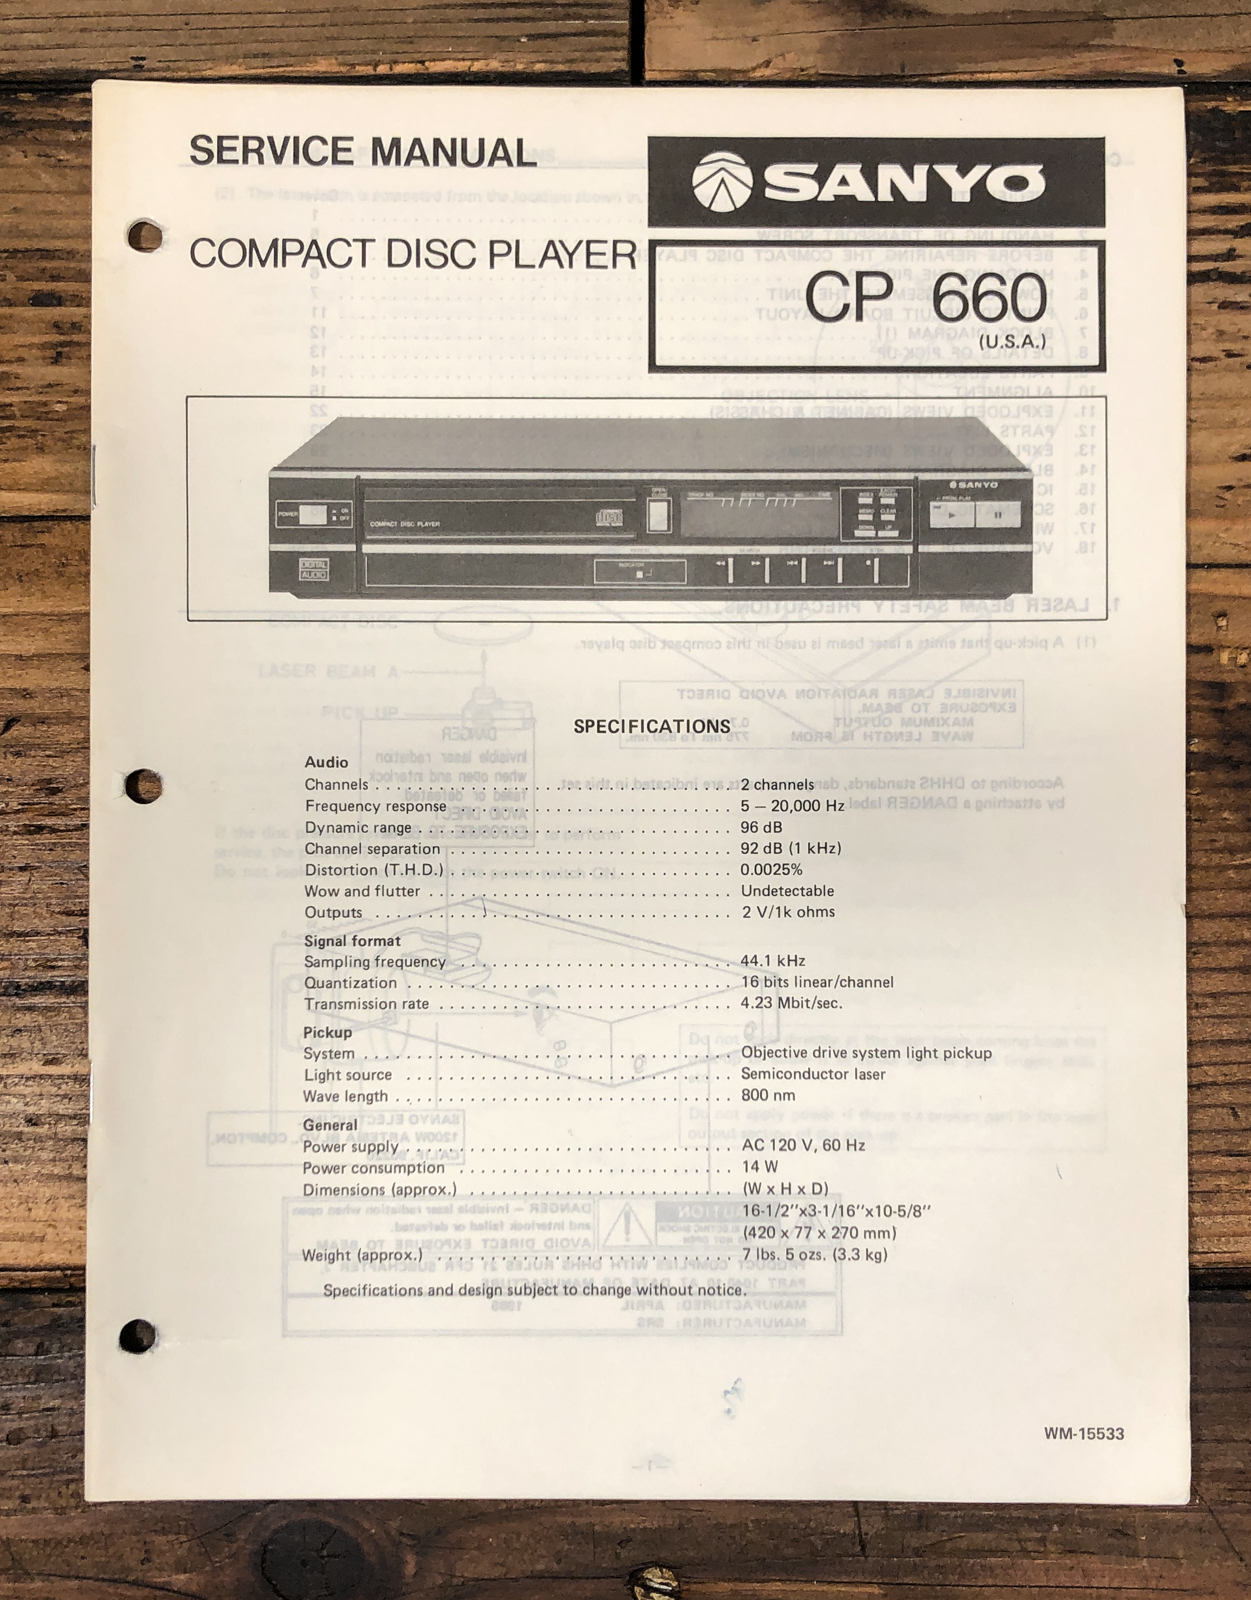 SERVICE MANUAL
SANYO
COMPACT DISC PLAYER
CP 660
(U.S.A.)
POWER
ON
OFF
COMPACT DISC PLAYER
OPEN/
CLOSE
SANYO
DIGITAL
AUDIO
INDICATOR
SPECIFICATIONS
Audio
Channels . . . . . . . . . . 2 channels
Frequency response . . . . . . . . . . 5 – 20,000 Hz
Dynamic range . . . . . . . . . . 96 dB
Channel separation . . . . . . . . . . 92 dB (1 kHz)
Distortion (T.H.D.) . . . . . . . . . . 0.0025%
Wow and flutter . . . . . . . . . . Undetectable
Outputs . . . . . . . . . . 2 V/1k ohms
Signal format
Sampling frequency . . . . . . . . . . 44.1 kHz
Quantization . . . . . . . . . . 16 bits linear/channel
Transmission rate . . . . . . . . . . 4.23 Mbit/sec.
Pickup
System . . . . . . . . . . Objective drive system light pickup
Light source . . . . . . . . . . Semiconductor laser
Wave length . . . . . . . . . . 800 nm
General
Power supply . . . . . . . . . . AC 120 V, 60 Hz
Power consumption . . . . . . . . . . 14 W
Dimensions (approx.) . . . . . . . . . . (W x H x D)
16-1/2''x3-1/16''x10-5/8''
(420 x 77 x 270 mm)
Weight (approx.) . . . . . . . . . . 7 lbs. 5 ozs. (3.3 kg)
Specifications and design subject to change without notice.
WM-15533